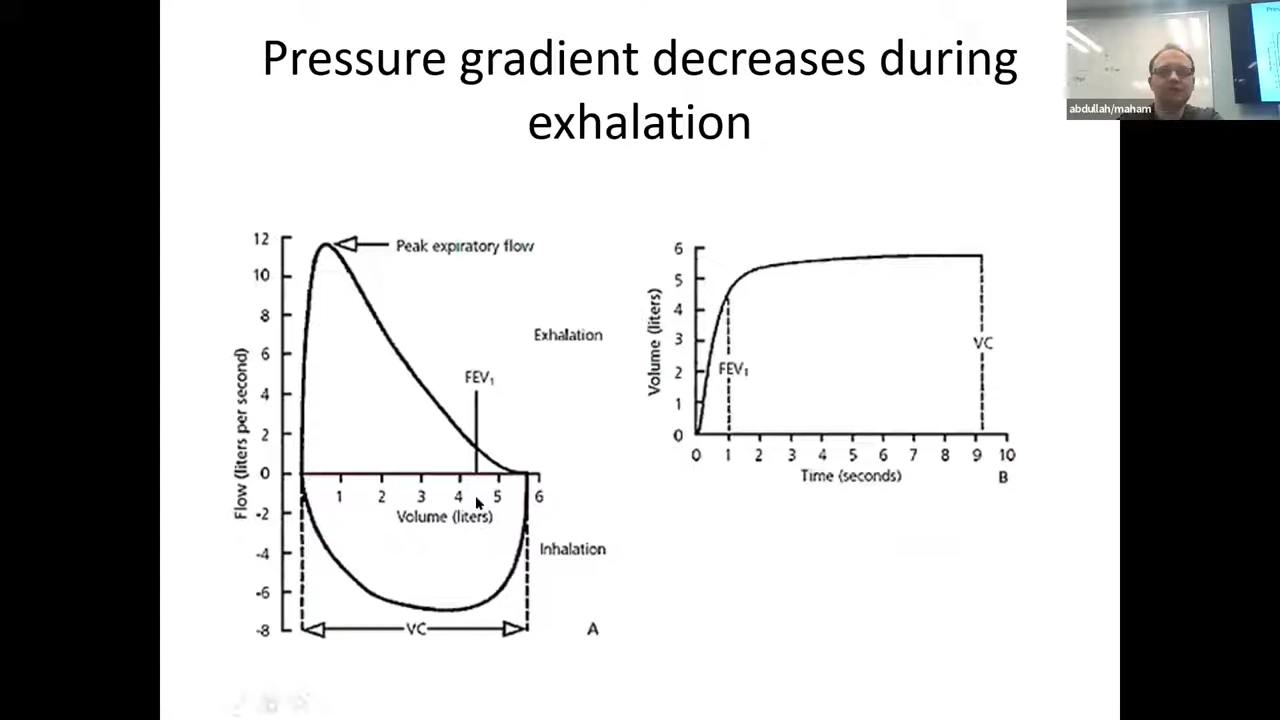 Pressure gradient decreases during
exhalation
abdullah/maham
12
10
8
6
4
2
0
-2
-4
-6
-8
Flow (liters per second)
Peak expiratory flow
Exhalation
FEV₁
1 2 3 4 5 6
Volume (liters)
Inhalation
VC
A
6
5
4
3
2
1
0
Volume (liters)
FEV₁
VC
0 1 2 3 4 5 6 7 8 9 10
Time (seconds)
B